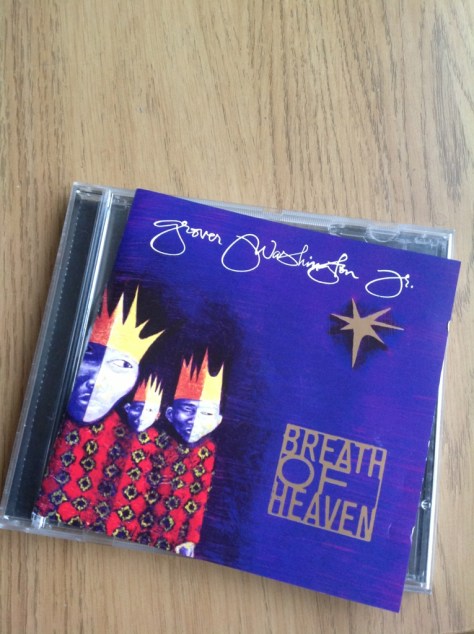 Grover Washington Jr.
BREATH
OF
HEAVEN